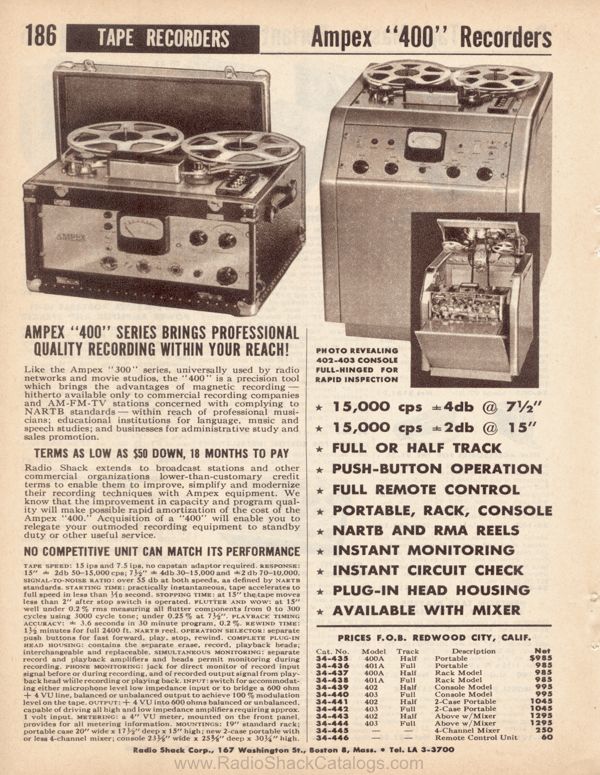 186 TAPE RECORDERS Ampex "400" Recorders
AMPEX
PHOTO REVEALING
402-403 CONSOLE
FULL-HINGED FOR
RAPID INSPECTION
AMPEX "400" SERIES BRINGS PROFESSIONAL
QUALITY RECORDING WITHIN YOUR REACH!
Like the Ampex "300" series, universally used by radio
networks and movie studios, the "400" is a precision tool
which brings the advantages of magnetic recording —
hitherto available only to commercial recording companies
and AM-FM-TV stations concerned with complying to
NARTB standards — within reach of professional musi-
cians; educational institutions for language, music and
speech studies; and businesses for administrative study and
sales promotion.
TERMS AS LOW AS $50 DOWN, 18 MONTHS TO PAY
Radio Shack extends to broadcast stations and other
commercial organizations lower-than-customary credit
terms to enable them to improve, simplify and modernize
their recording techniques with Ampex equipment. We
know that the improvement in capacity and program qual-
ity will make possible rapid amortization of the cost of the
Ampex "400." Acquisition of a "400" will enable you to
relegate your outmoded recording equipment to standby
duty or other useful service.
NO COMPETITIVE UNIT CAN MATCH ITS PERFORMANCE
TAPE SPEED: 15 ips and 7.5 ips, no capstan adaptor required. RESPONSE:
15" ± 2db 50-15,000 cps; 7½" ± 4db 30-15,000 and ± 2 db 70-10,000.
SIGNAL-TO-NOISE RATIO: over 55 db at both speeds, as defined by NARTB
standards. STARTING TIME: practically instantaneous, tape accelerates to
full speed in less than 1/10 second. STOPPING TIME: at 15" the tape moves
less than 2" after stop switch is operated. FLUTTER AND WOW: at 15"
well under 0.2% rms measuring all flutter components from 0 to 300
cycles using 3000 cycle tone; under 0.25% at 7½". PLAYBACK TIMING
ACCURACY: ± 3.6 seconds in 30 minute program, 0.2%. REWIND TIME:
1½ minutes for full 2400 ft. NARTB reel. OPERATION SELECTOR: separate
push buttons for fast forward, play, stop, rewind. COMPLETE PLUG-IN
HEAD HOUSING: contains the separate erase, record, playback heads;
interchangeable and replaceable. SIMULTANEOUS MONITORING: separate
record and playback amplifiers and heads permit monitoring during
recording. PHONE MONITORING: jack for direct monitor of record input
signal before or during recording, and of recorded output signal from play-
back head while recording or playing back. INPUT: switch for accommodat-
ing either microphone level low impedance input or to bridge a 600 ohm
+ 4 VU line, balanced or unbalanced output to achieve 100% modulation
level on the tape. OUTPUT: + 4 VU into 600 ohms balanced or unbalanced,
capable of driving all high and low impedance amplifiers requiring approx.
1 volt input. METERING: a 4" VU meter, mounted on the front panel,
provides for all metering information. MOUNTINGS: 19" standard rack;
portable case 20" wide x 17½" deep x 15" high; new 2-case portable with
or less 4-channel mixer; console 23⅝" wide x 25⅝" deep x 30¼" high.
★ 15,000 cps ±4db @ 7½"
★ 15,000 cps ±2db @ 15"
★ FULL OR HALF TRACK
★ PUSH-BUTTON OPERATION
★ FULL REMOTE CONTROL
★ PORTABLE, RACK, CONSOLE
★ NARTB AND RMA REELS
★ INSTANT MONITORING
★ INSTANT CIRCUIT CHECK
★ PLUG-IN HEAD HOUSING
★ AVAILABLE WITH MIXER
PRICES F.O.B. REDWOOD CITY, CALIF.
Cat. No. Model Track Description Net
34-435 400A Half Portable $985
34-436 401A Full Portable 985
34-437 400A Half Rack Model 985
34-438 401A Full Rack Model 985
34-439 402 Half Console Model 995
34-440 403 Full Console Model 995
34-441 402 Half 2-Case Portable 1045
34-442 403 Full 2-Case Portable 1045
34-443 402 Half Above w/Mixer 1295
34-444 403 Full Above w/Mixer 1295
34-445 — — 4-Channel Mixer 250
34-446 — — Remote Control Unit 60
Radio Shack Corp., 167 Washington St., Boston 8, Mass. • Tel. LA 3-3700
www.RadioShackCatalogs.com